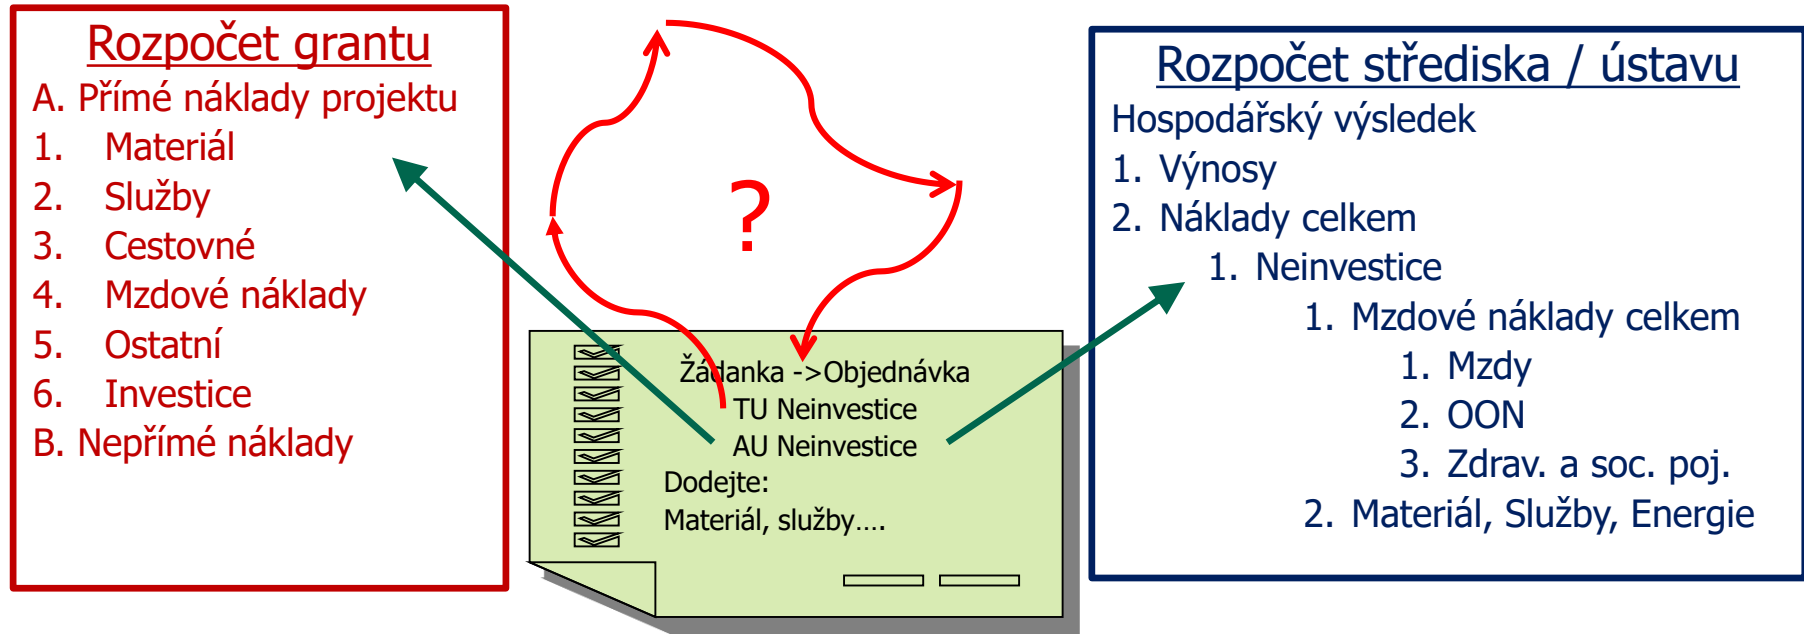 Rozpočet grantu
A. Přímé náklady projektu
1. Materiál
2. Služby
3. Cestovné
4. Mzdové náklady
5. Ostatní
6. Investice
B. Nepřímé náklady
?
Žádanka ->Objednávka
TU Neinvestice
AU Neinvestice
Dodejte:
Materiál, služby….
Rozpočet střediska / ústavu
Hospodářský výsledek
1. Výnosy
2. Náklady celkem
1. Neinvestice
1. Mzdové náklady celkem
1. Mzdy
2. OON
3. Zdrav. a soc. poj.
2. Materiál, Služby, Energie